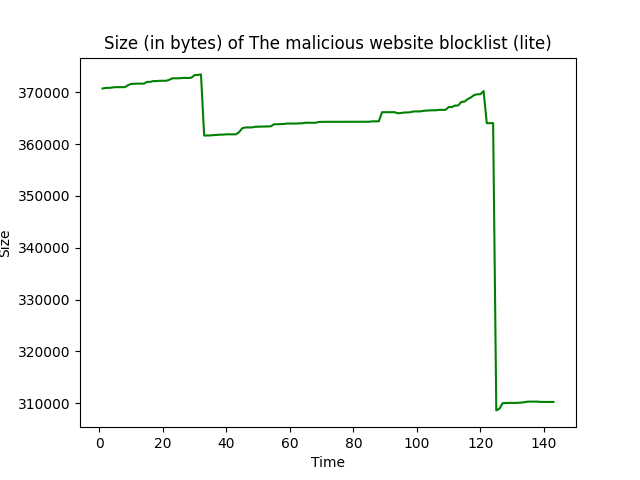 Size (in bytes) of The malicious website blocklist (lite)
370000
360000
350000
340000
330000
320000
310000
Size
0 20 40 60 80 100 120 140
Time